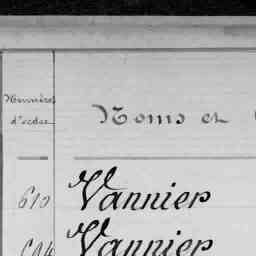 Numéros
d'ordre
Noms et
610 Vannier
Vannier